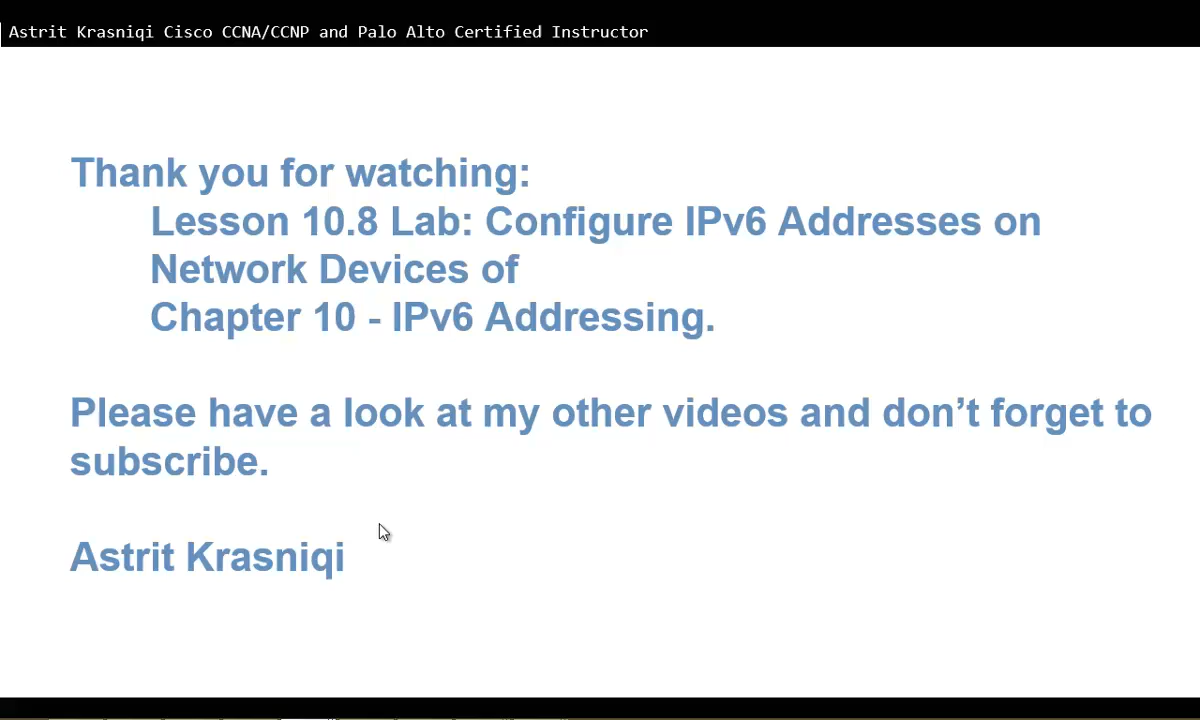 Astrit Krasniqi Cisco CCNA/CCNP and Palo Alto Certified Instructor
Thank you for watching:
Lesson 10.8 Lab: Configure IPv6 Addresses on
Network Devices of
Chapter 10 - IPv6 Addressing.
Please have a look at my other videos and don’t forget to
subscribe.
Astrit Krasniqi